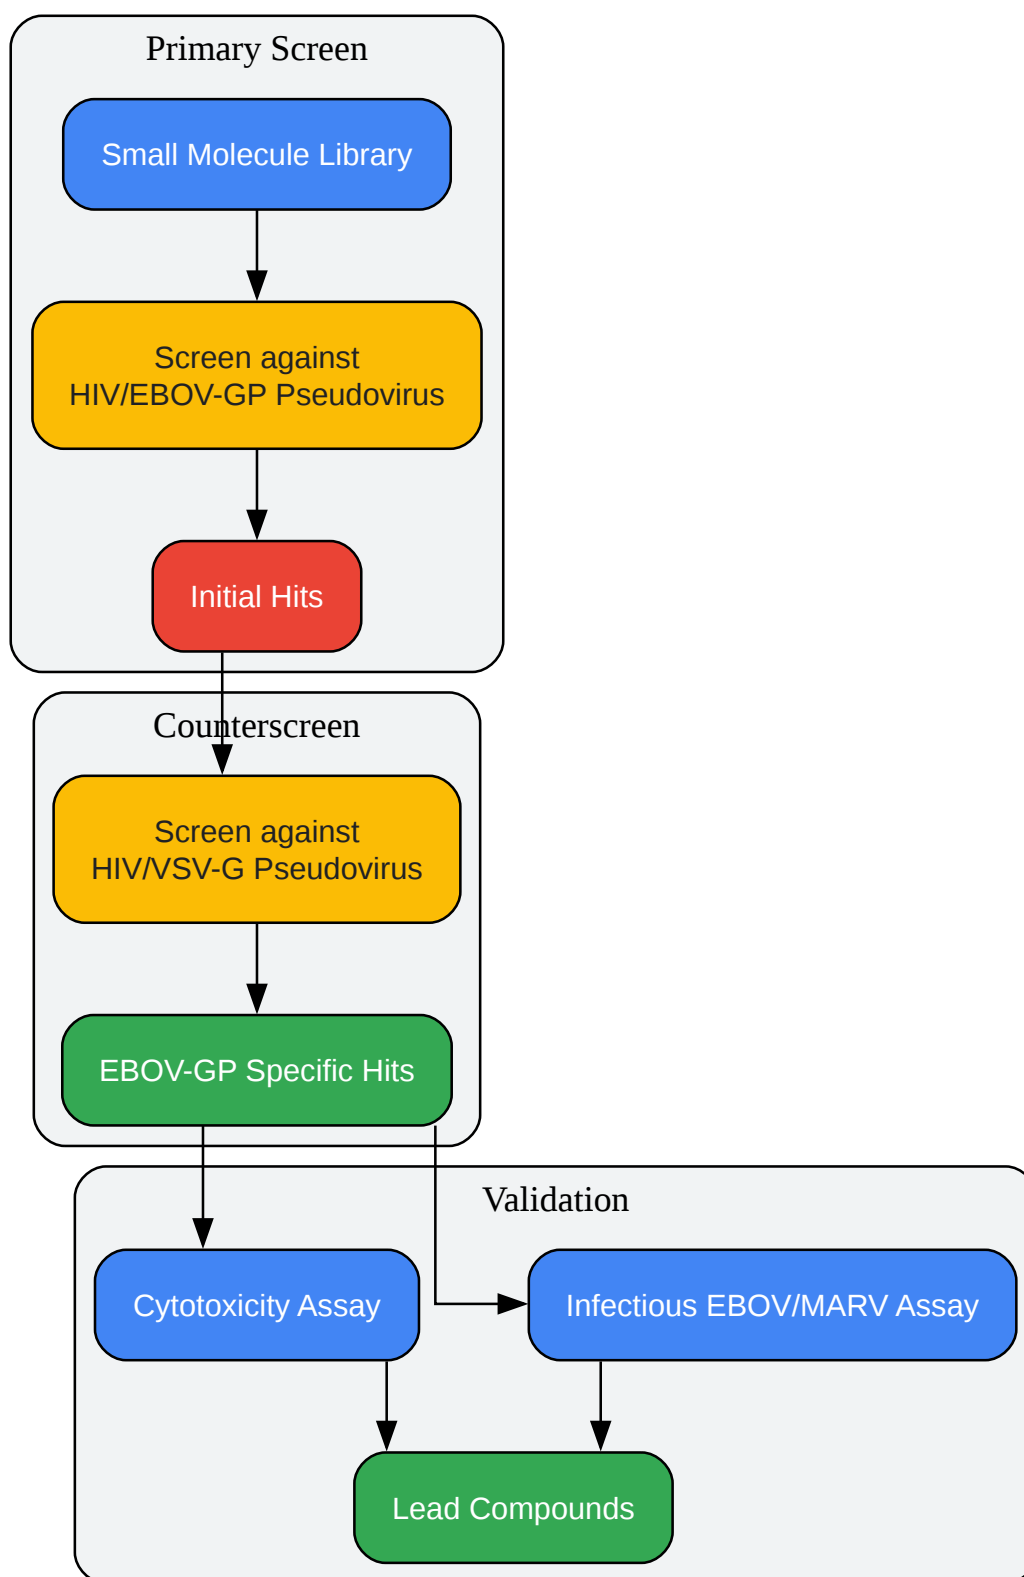 Primary Screen
Small Molecule Library
Screen against
HIV/EBOV-GP Pseudovirus
Initial Hits
Counterscreen
Screen against
HIV/VSV-G Pseudovirus
EBOV-GP Specific Hits
Validation
Cytotoxicity Assay
Infectious EBOV/MARV Assay
Lead Compounds